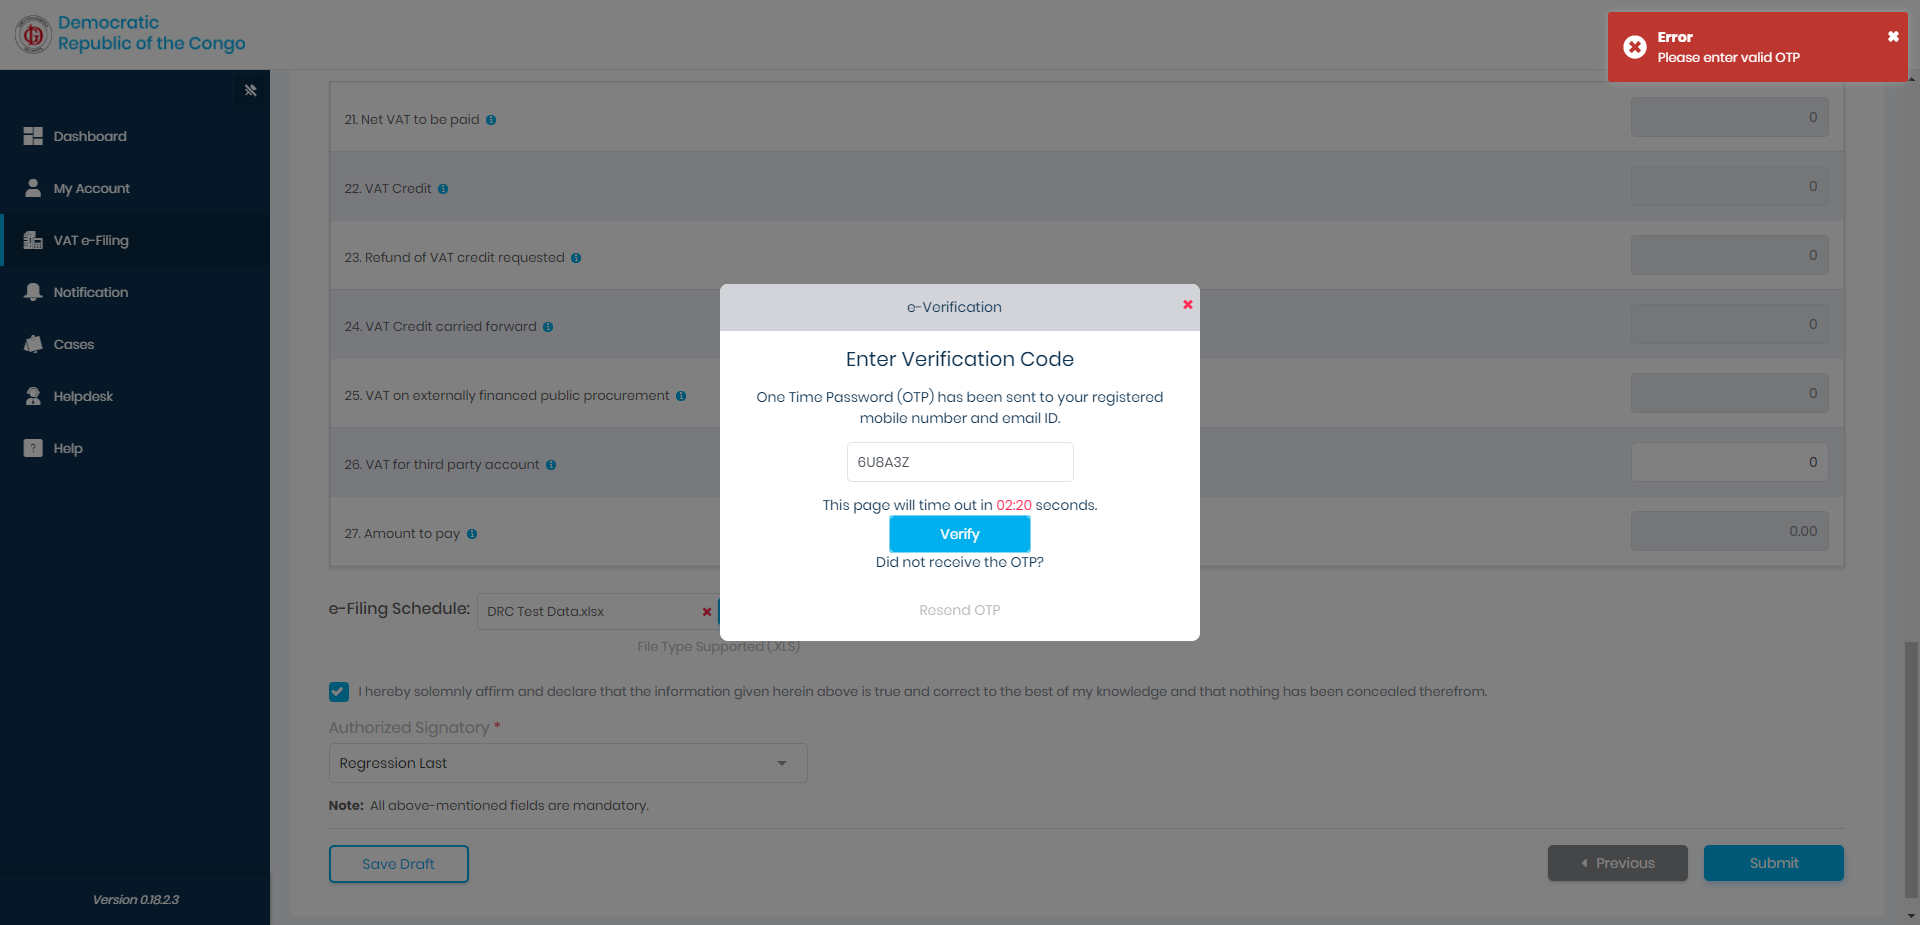 Democratic
Republic of the Congo
Error
Please enter valid OTP
Dashboard
My Account
VAT e-Filing
Notification
Cases
Helpdesk
Help
Version 0.18.2.3
21. Net VAT to be paid
0
22. VAT Credit
0
23. Refund of VAT credit requested
0
24. VAT Credit carried forward
0
25. VAT on externally financed public procurement
0
26. VAT for third party account
0
27. Amount to pay
0.00
e-Verification
Enter Verification Code
One Time Password (OTP) has been sent to your registered
mobile number and email ID.
6U8A3Z
This page will time out in 02:20 seconds.
Verify
Did not receive the OTP?
Resend OTP
e-Filing Schedule: DRC Test Data.xlsx
File Type Supported (.XLS)
I hereby solemnly affirm and declare that the information given herein above is true and correct to the best of my knowledge and that nothing has been concealed therefrom.
Authorized Signatory *
Regression Last
Note: All above-mentioned fields are mandatory.
Save Draft
Previous
Submit